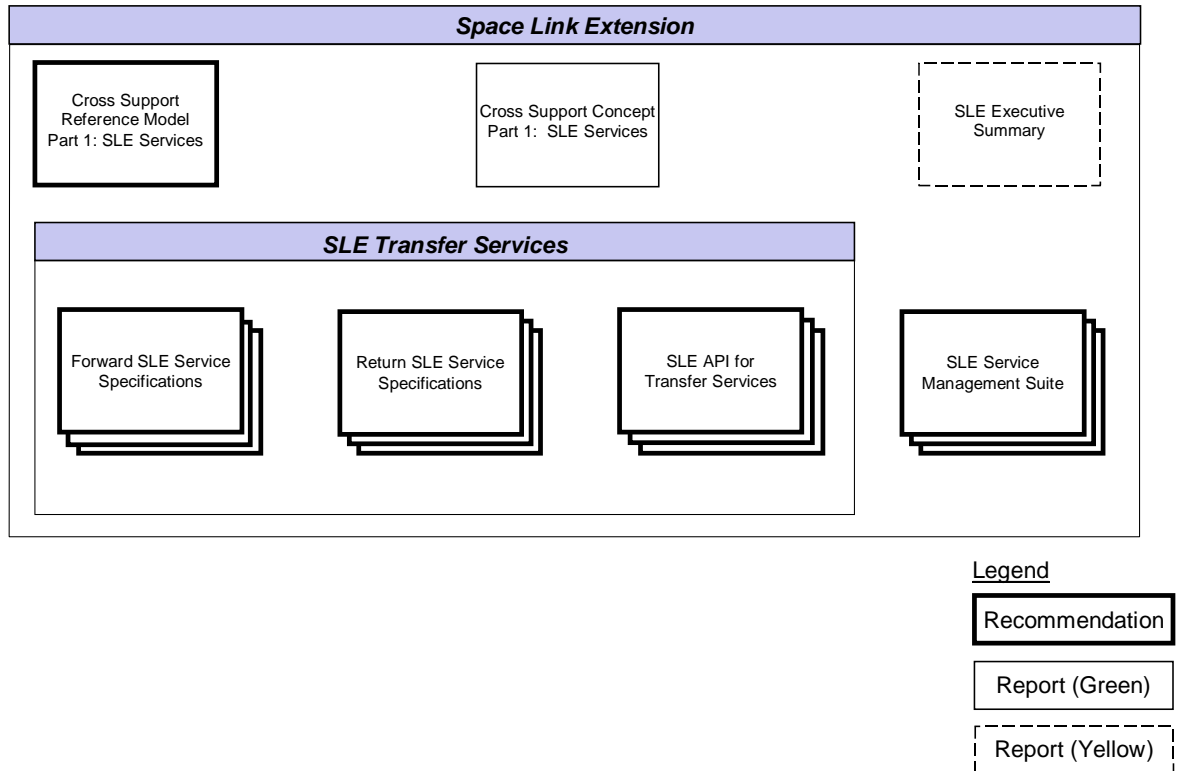 Space Link Extension
Cross Support
Reference Model
Part 1: SLE Services
Cross Support Concept
Part 1:  SLE Services
SLE Executive
Summary
SLE Transfer Services
Forward SLE Service
Specifications
Return SLE Service
Specifications
SLE API for
Transfer Services
SLE Service
Management Suite
Legend
Recommendation
Report (Green)
Report (Yellow)